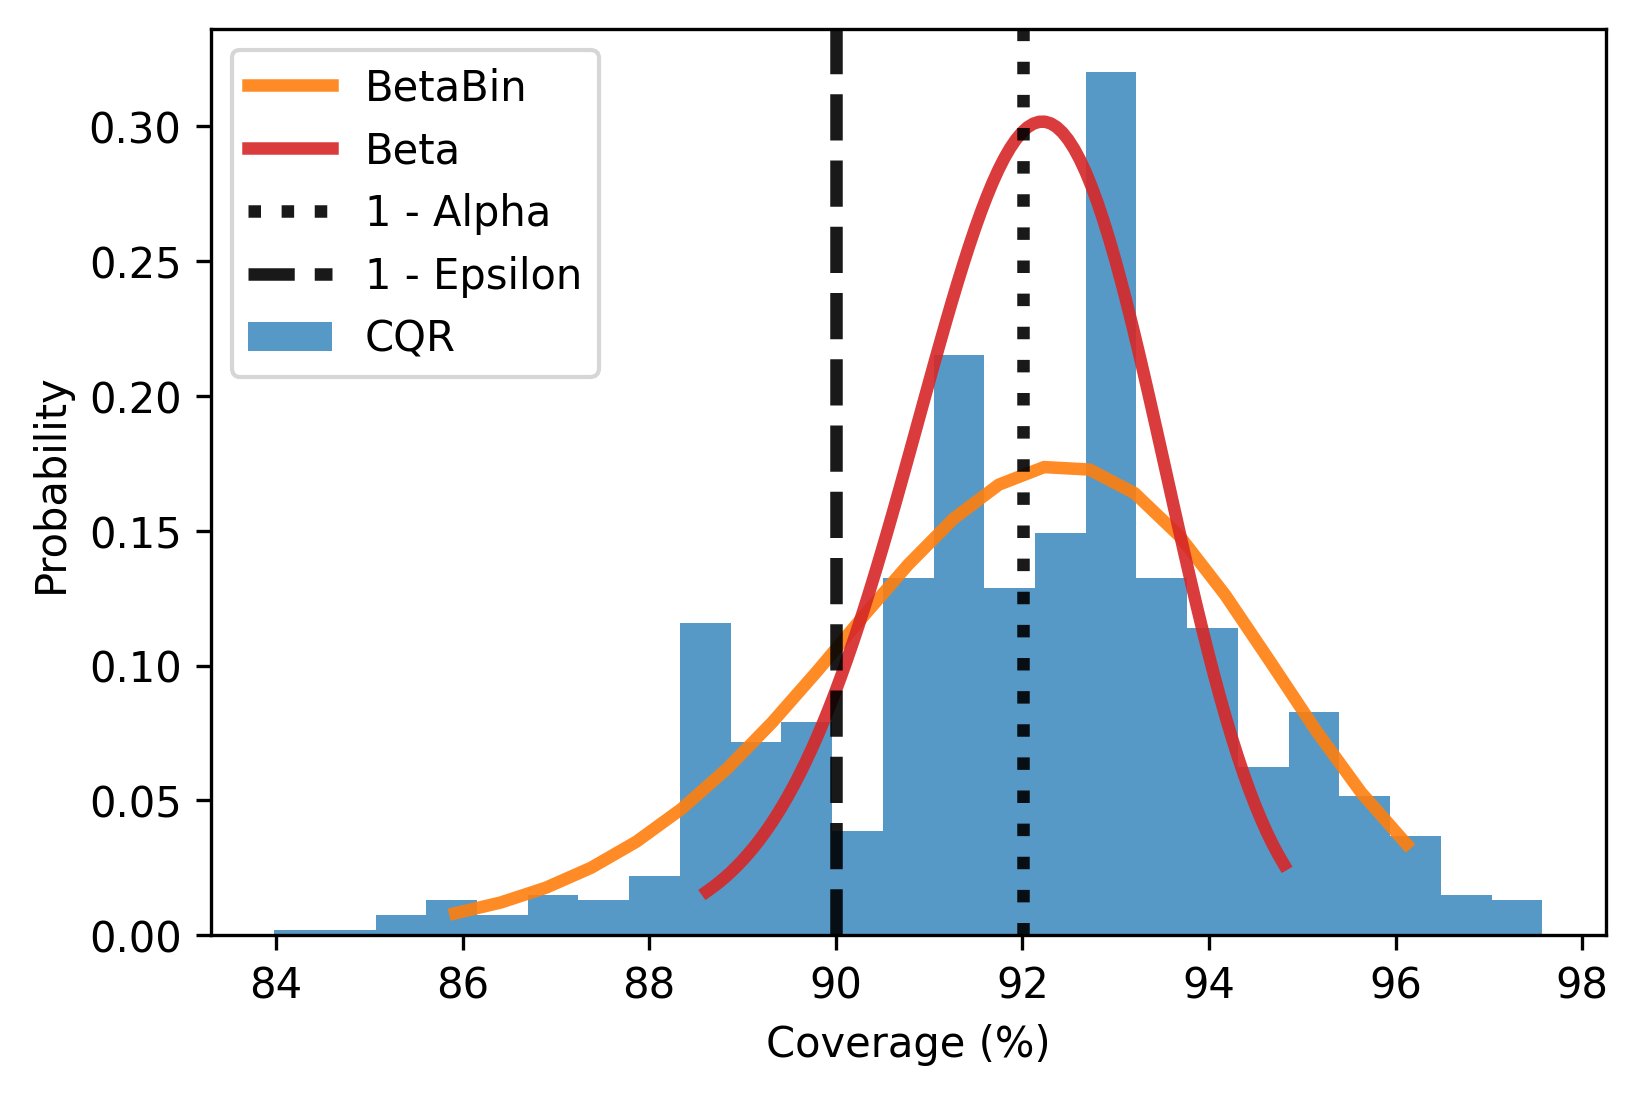 BetaBin
Beta
1 - Alpha
1 - Epsilon
CQR
Probability
0.30
0.25
0.20
0.15
0.10
0.05
0.00
84 86 88 90 92 94 96 98
Coverage (%)